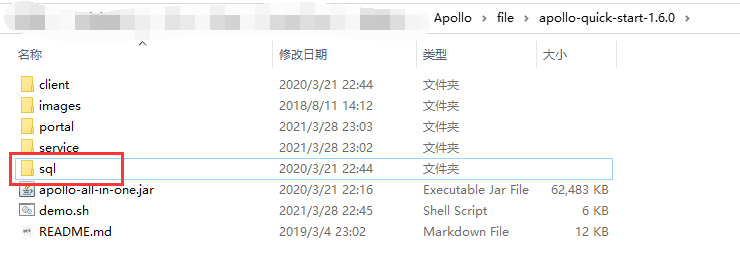 Apollo > file > apollo-quick-start-1.6.0 >
名称 修改日期 类型 大小
client 2020/3/21 22:44 文件夹
images 2018/8/11 14:12 文件夹
portal 2021/3/28 23:03 文件夹
service 2021/3/28 23:02 文件夹
sql 2020/3/21 22:44 文件夹
apollo-all-in-one.jar 2020/3/21 22:16 Executable Jar File 62,483 KB
demo.sh 2021/3/28 22:45 Shell Script 6 KB
README.md 2019/3/4 23:02 Markdown File 12 KB